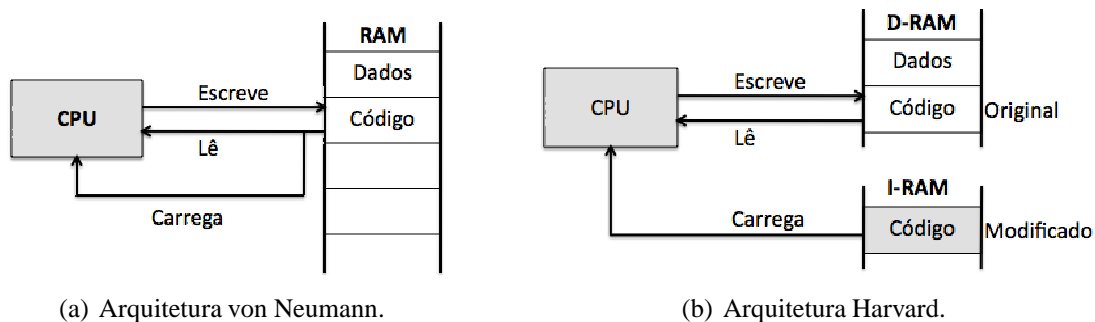 RAM
Dados
Escreve
CPU
Código
Lê
Carrega
(a) Arquitetura von Neumann.
D-RAM
Dados
Escreve
CPU
Código
Original
Lê
I-RAM
Carrega
Código
Modificado
(b) Arquitetura Harvard.